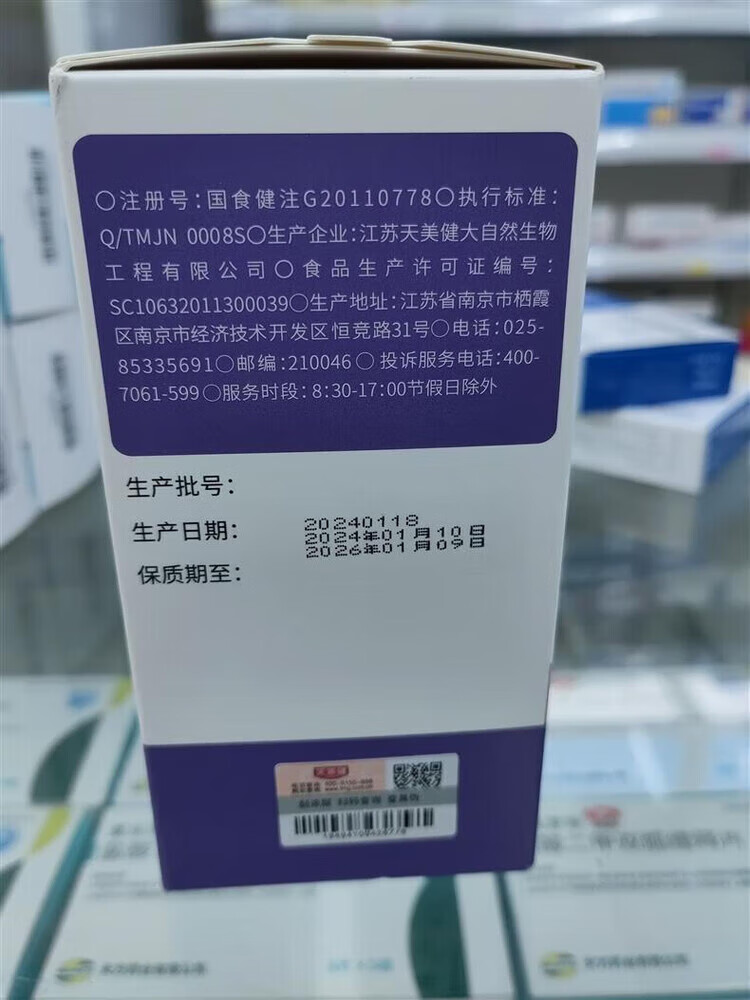 ○注册号：国食健注G20110778○执行标准：
Q/TMJN 0008S○生产企业：江苏天美健大自然生物
工程有限公司○食品生产许可证编号：
SC10632011300039○生产地址：江苏省南京市栖霞
区南京市经济技术开发区恒竞路31号○电话：025-
85335691○邮编：210046○投诉服务电话：400-
7061-599○服务时段：8:30-17:00节假日除外
生产批号：
20240118
生产日期：
2024年01月10日
2026年01月09日
保质期至：